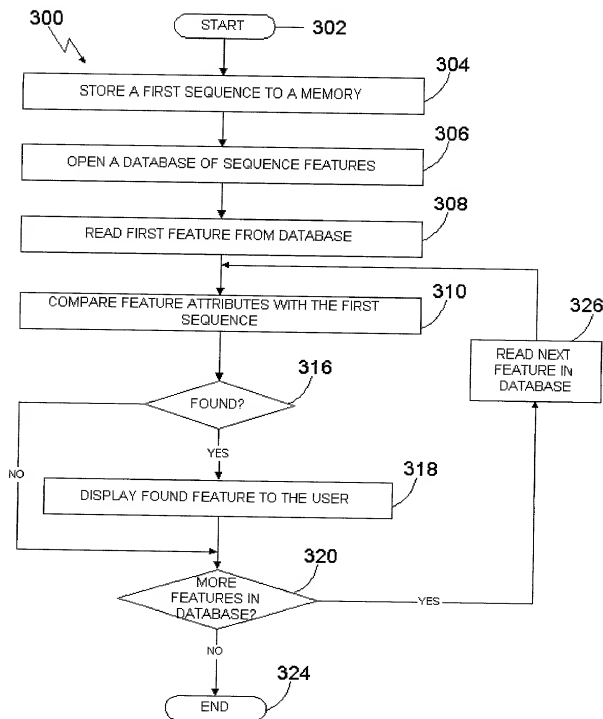 300
START
302
304
STORE A FIRST SEQUENCE TO A MEMORY
306
OPEN A DATABASE OF SEQUENCE FEATURES
308
READ FIRST FEATURE FROM DATABASE
310
COMPARE FEATURE ATTRIBUTES WITH THE FIRST
SEQUENCE
326
READ NEXT
FEATURE IN
DATABASE
316
FOUND?
YES
NO
318
DISPLAY FOUND FEATURE TO THE USER
320
MORE
FEATURES IN
DATABASE?
YES
NO
324
END